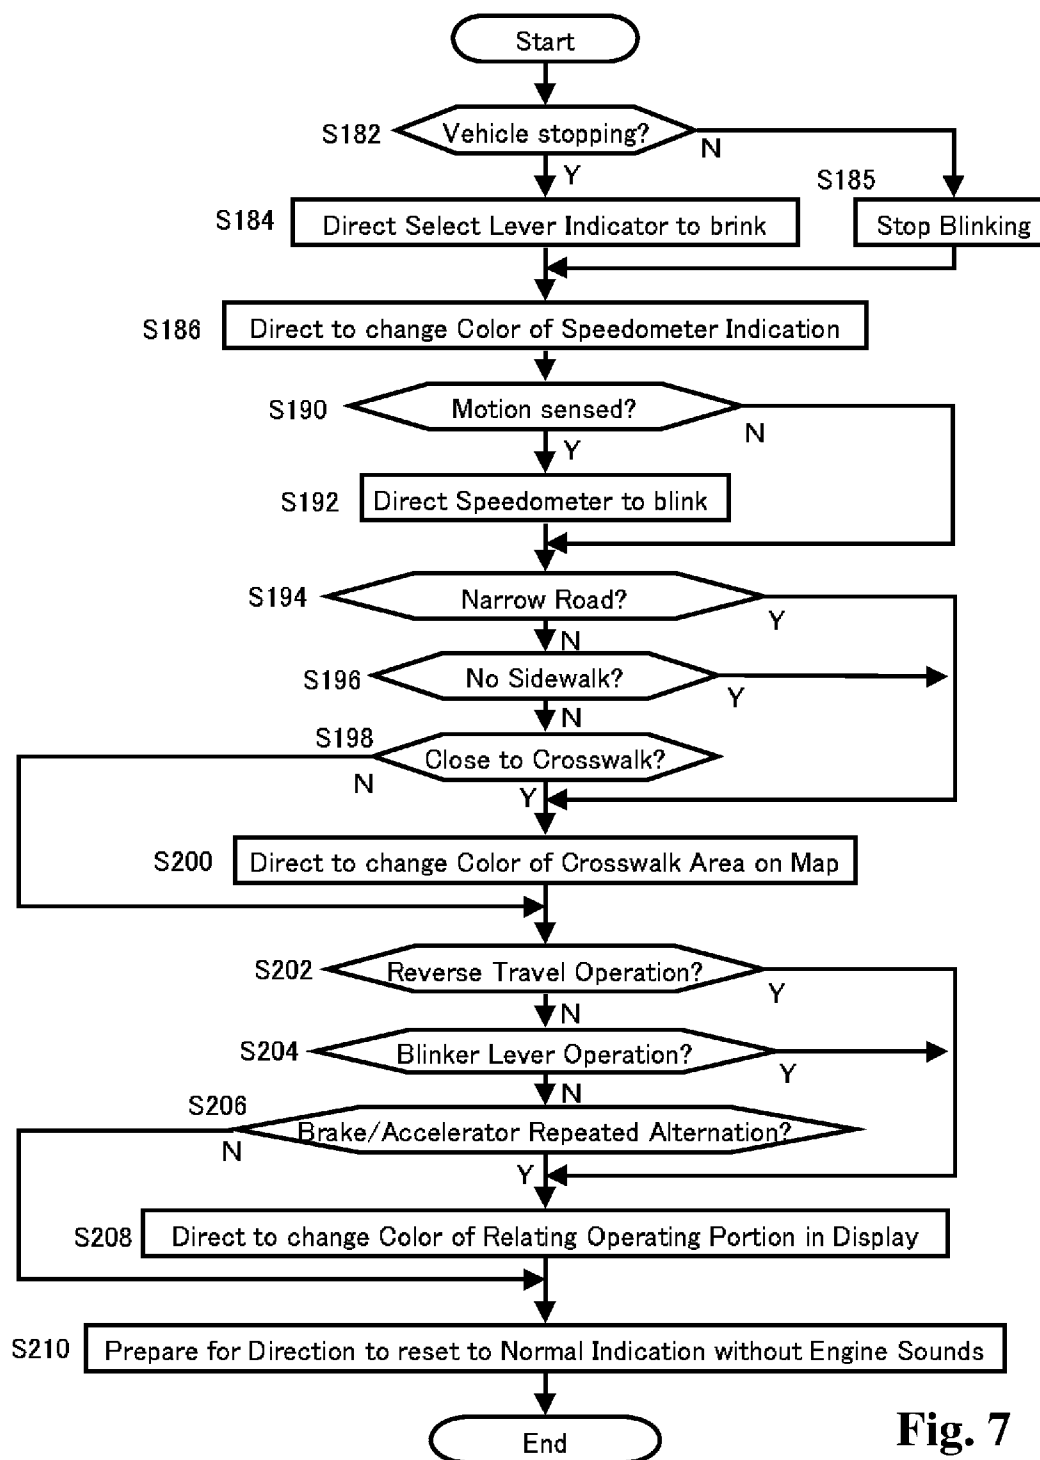 Start
S182
Vehicle stopping?
N
Y
S185
S184
Direct Select Lever Indicator to brink
Stop Blinking
S186
Direct to change Color of Speedometer Indication
S190
Motion sensed?
N
Y
S192
Direct Speedometer to blink
S194
Narrow Road?
Y
N
S196
No Sidewalk?
Y
N
S198
Close to Crosswalk?
N
Y
S200
Direct to change Color of Crosswalk Area on Map
S202
Reverse Travel Operation?
Y
N
S204
Blinker Lever Operation?
Y
N
S206
Brake/Accelerator Repeated Alternation?
N
Y
S208
Direct to change Color of Relating Operating Portion in Display
S210
Prepare for Direction to reset to Normal Indication without Engine Sounds
End
Fig. 7